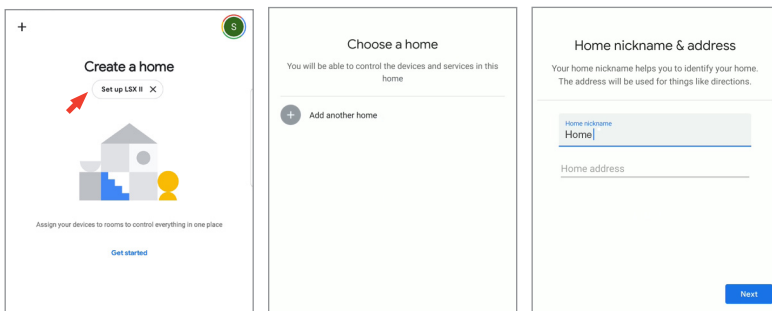 +
S
Create a home
Set up LSX II X
Assign your devices to rooms to control everything in one place
Get started
Choose a home
You will be able to control the devices and services in this
home
+ Add another home
Home nickname & address
Your home nickname helps you to identify your home.
The address will be used for things like directions.
Home nickname
Home
Home address
Next